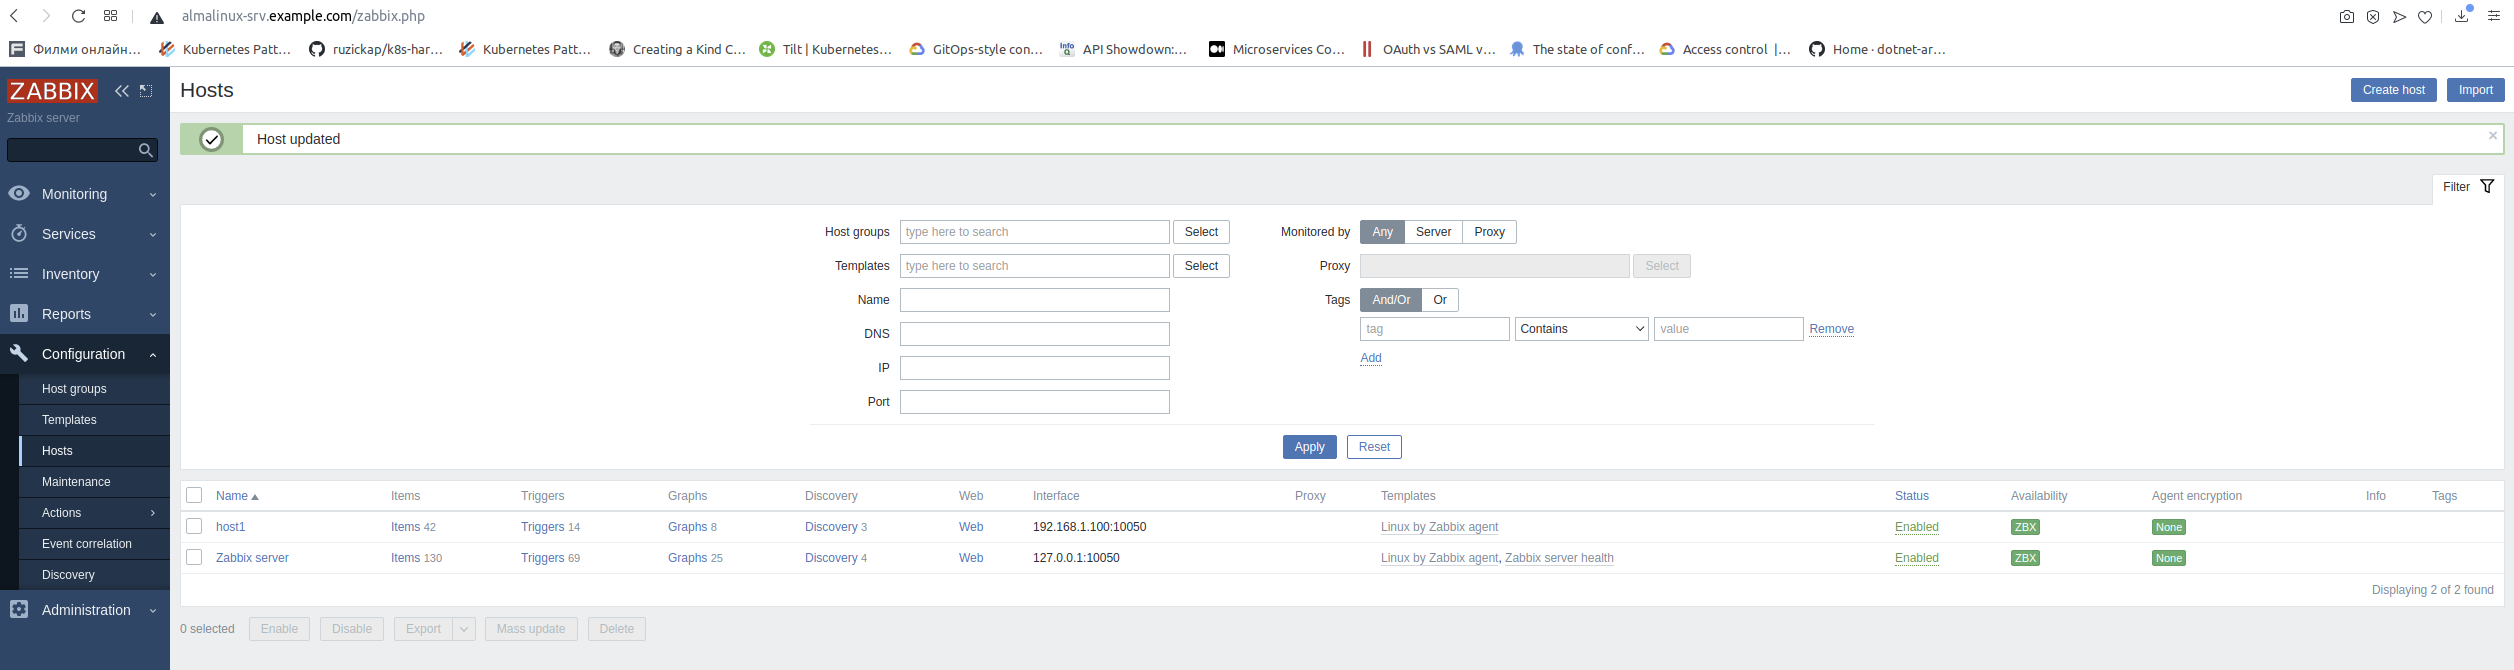 almalinux-srv.example.com/zabbix.php
Филми онлайн... Kubernetes Patt... ruzickap/k8s-har... Kubernetes Patt... Creating a Kind C... Tilt | Kubernetes... GitOps-style con... Info Q API Showdown:... Microservices Co... OAuth vs SAML v... The state of conf... Access control |... Home · dotnet-ar...
ZABBIX
Zabbix server
Monitoring
Services
Inventory
Reports
Configuration
Host groups
Templates
Hosts
Maintenance
Actions
Event correlation
Discovery
Administration
Hosts
Create host Import
Host updated
Filter
Host groups type here to search Select
Templates type here to search Select
Name
DNS
IP
Port
Monitored by Any Server Proxy
Proxy Select
Tags And/Or Or
tag Contains value Remove
Add
Apply Reset
Name Items Triggers Graphs Discovery Web Interface Proxy Templates Status Availability Agent encryption Info Tags
host1 Items 42 Triggers 14 Graphs 8 Discovery 3 Web 192.168.1.100:10050 Linux by Zabbix agent Enabled ZBX None
Zabbix server Items 130 Triggers 69 Graphs 25 Discovery 4 Web 127.0.0.1:10050 Linux by Zabbix agent, Zabbix server health Enabled ZBX None
Displaying 2 of 2 found
0 selected Enable Disable Export Mass update Delete